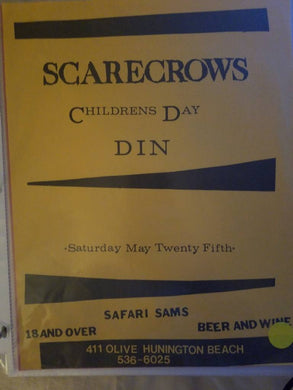 SCARECROWS
CHILDRENS DAY
DIN
-Saturday May Twenty Fifth-
SAFARI SAMS
18 AND OVER BEER AND WINE
411 OLIVE HUNINGTON BEACH
536-6025